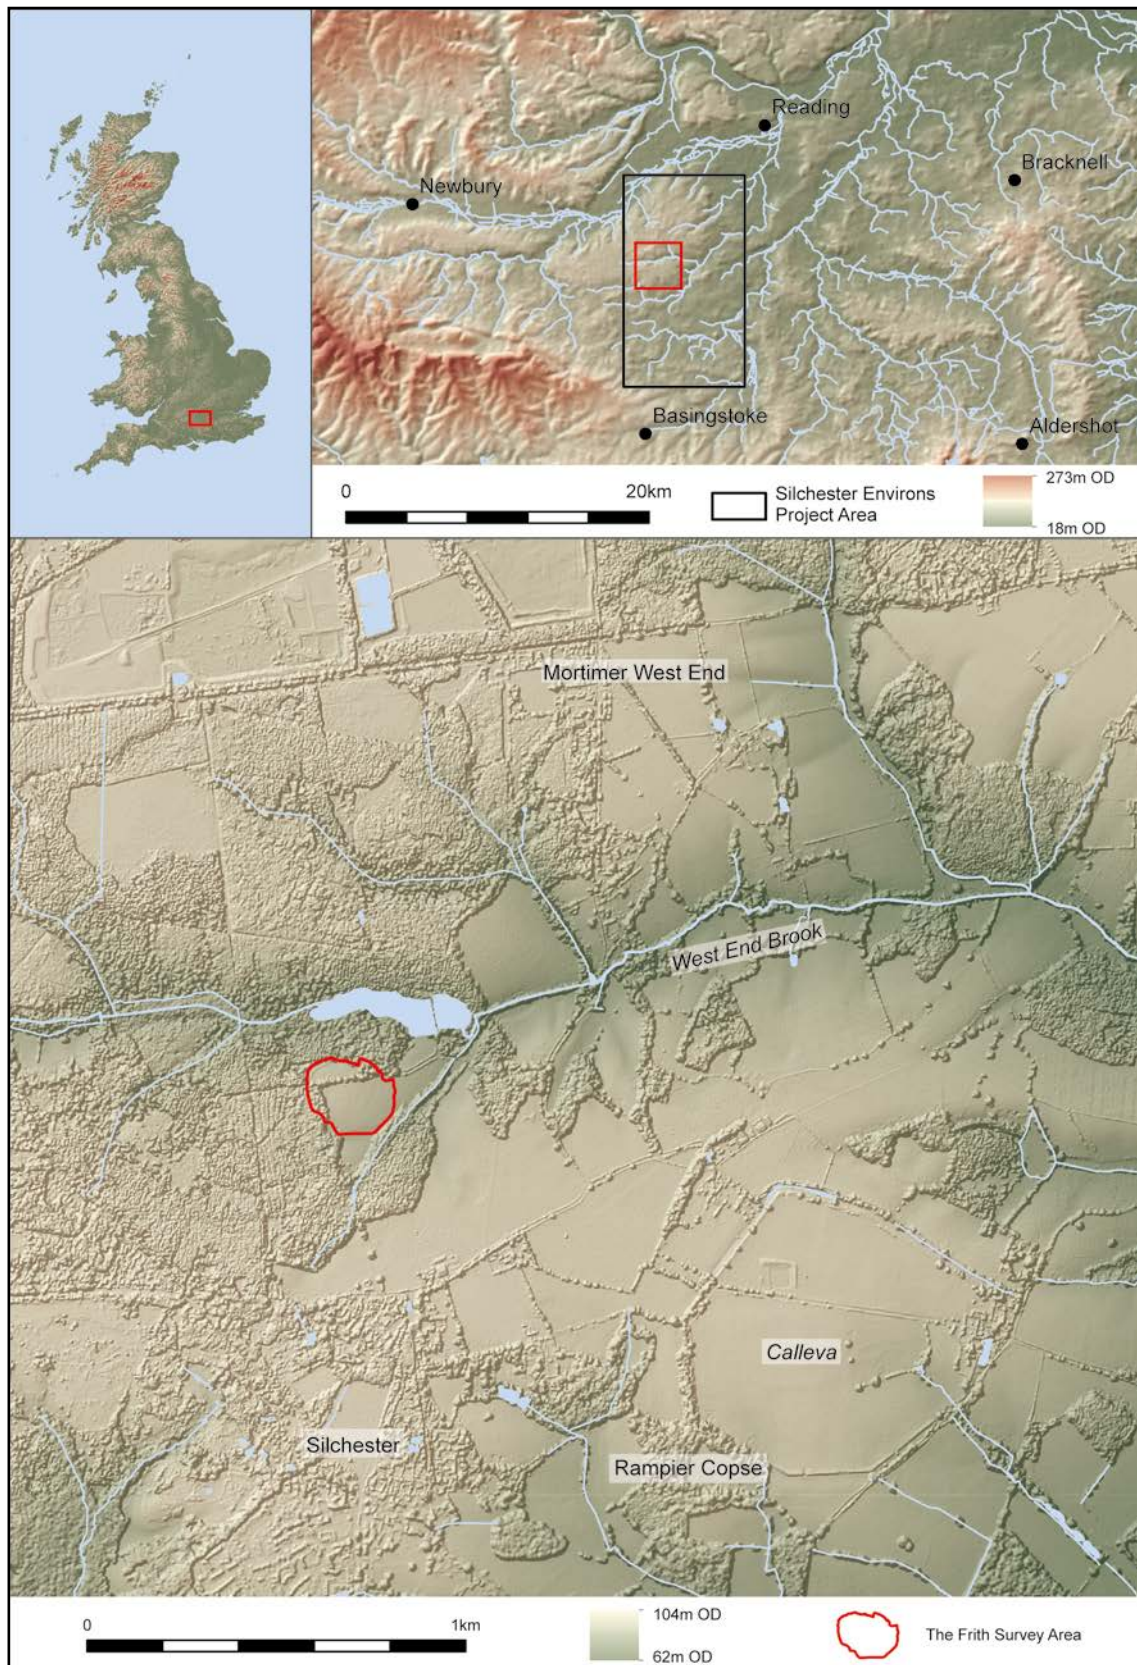 Reading
Bracknell
Newbury
Basingstoke
Aldershot
0 20km
Silchester Environs
Project Area
273m OD
18m OD
Mortimer West End
West End Brook
Calleva
Silchester
Rampier Copse
0 1km
104m OD
62m OD
The Frith Survey Area